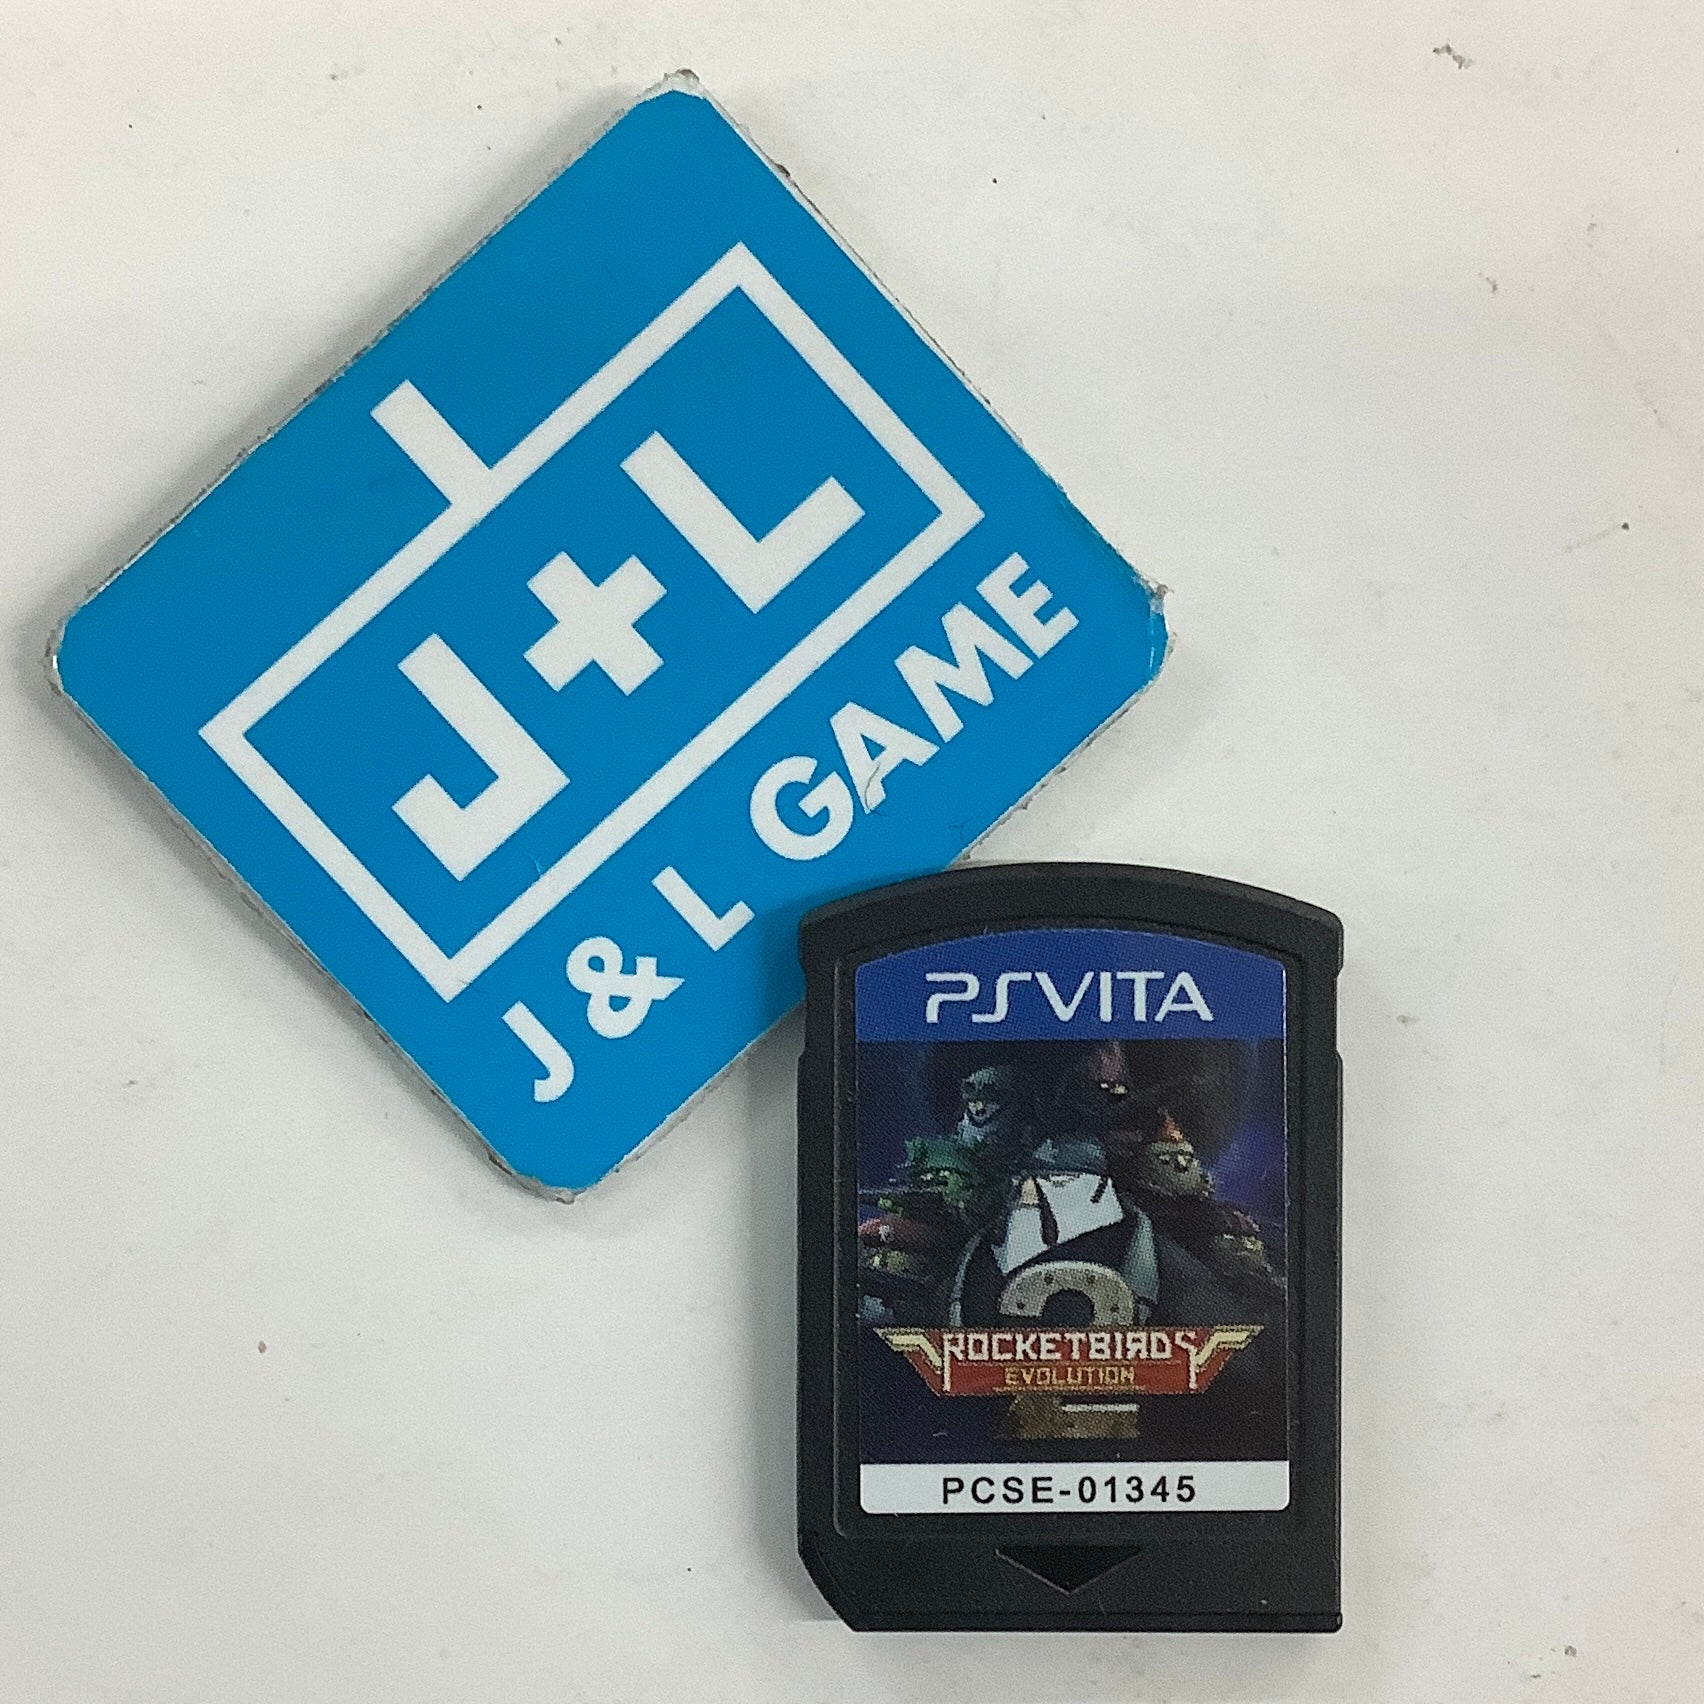 J+L
J & L GAME
PSVITA
ROCKETBIRDS
EVOLUTION
2
PCSE-01345